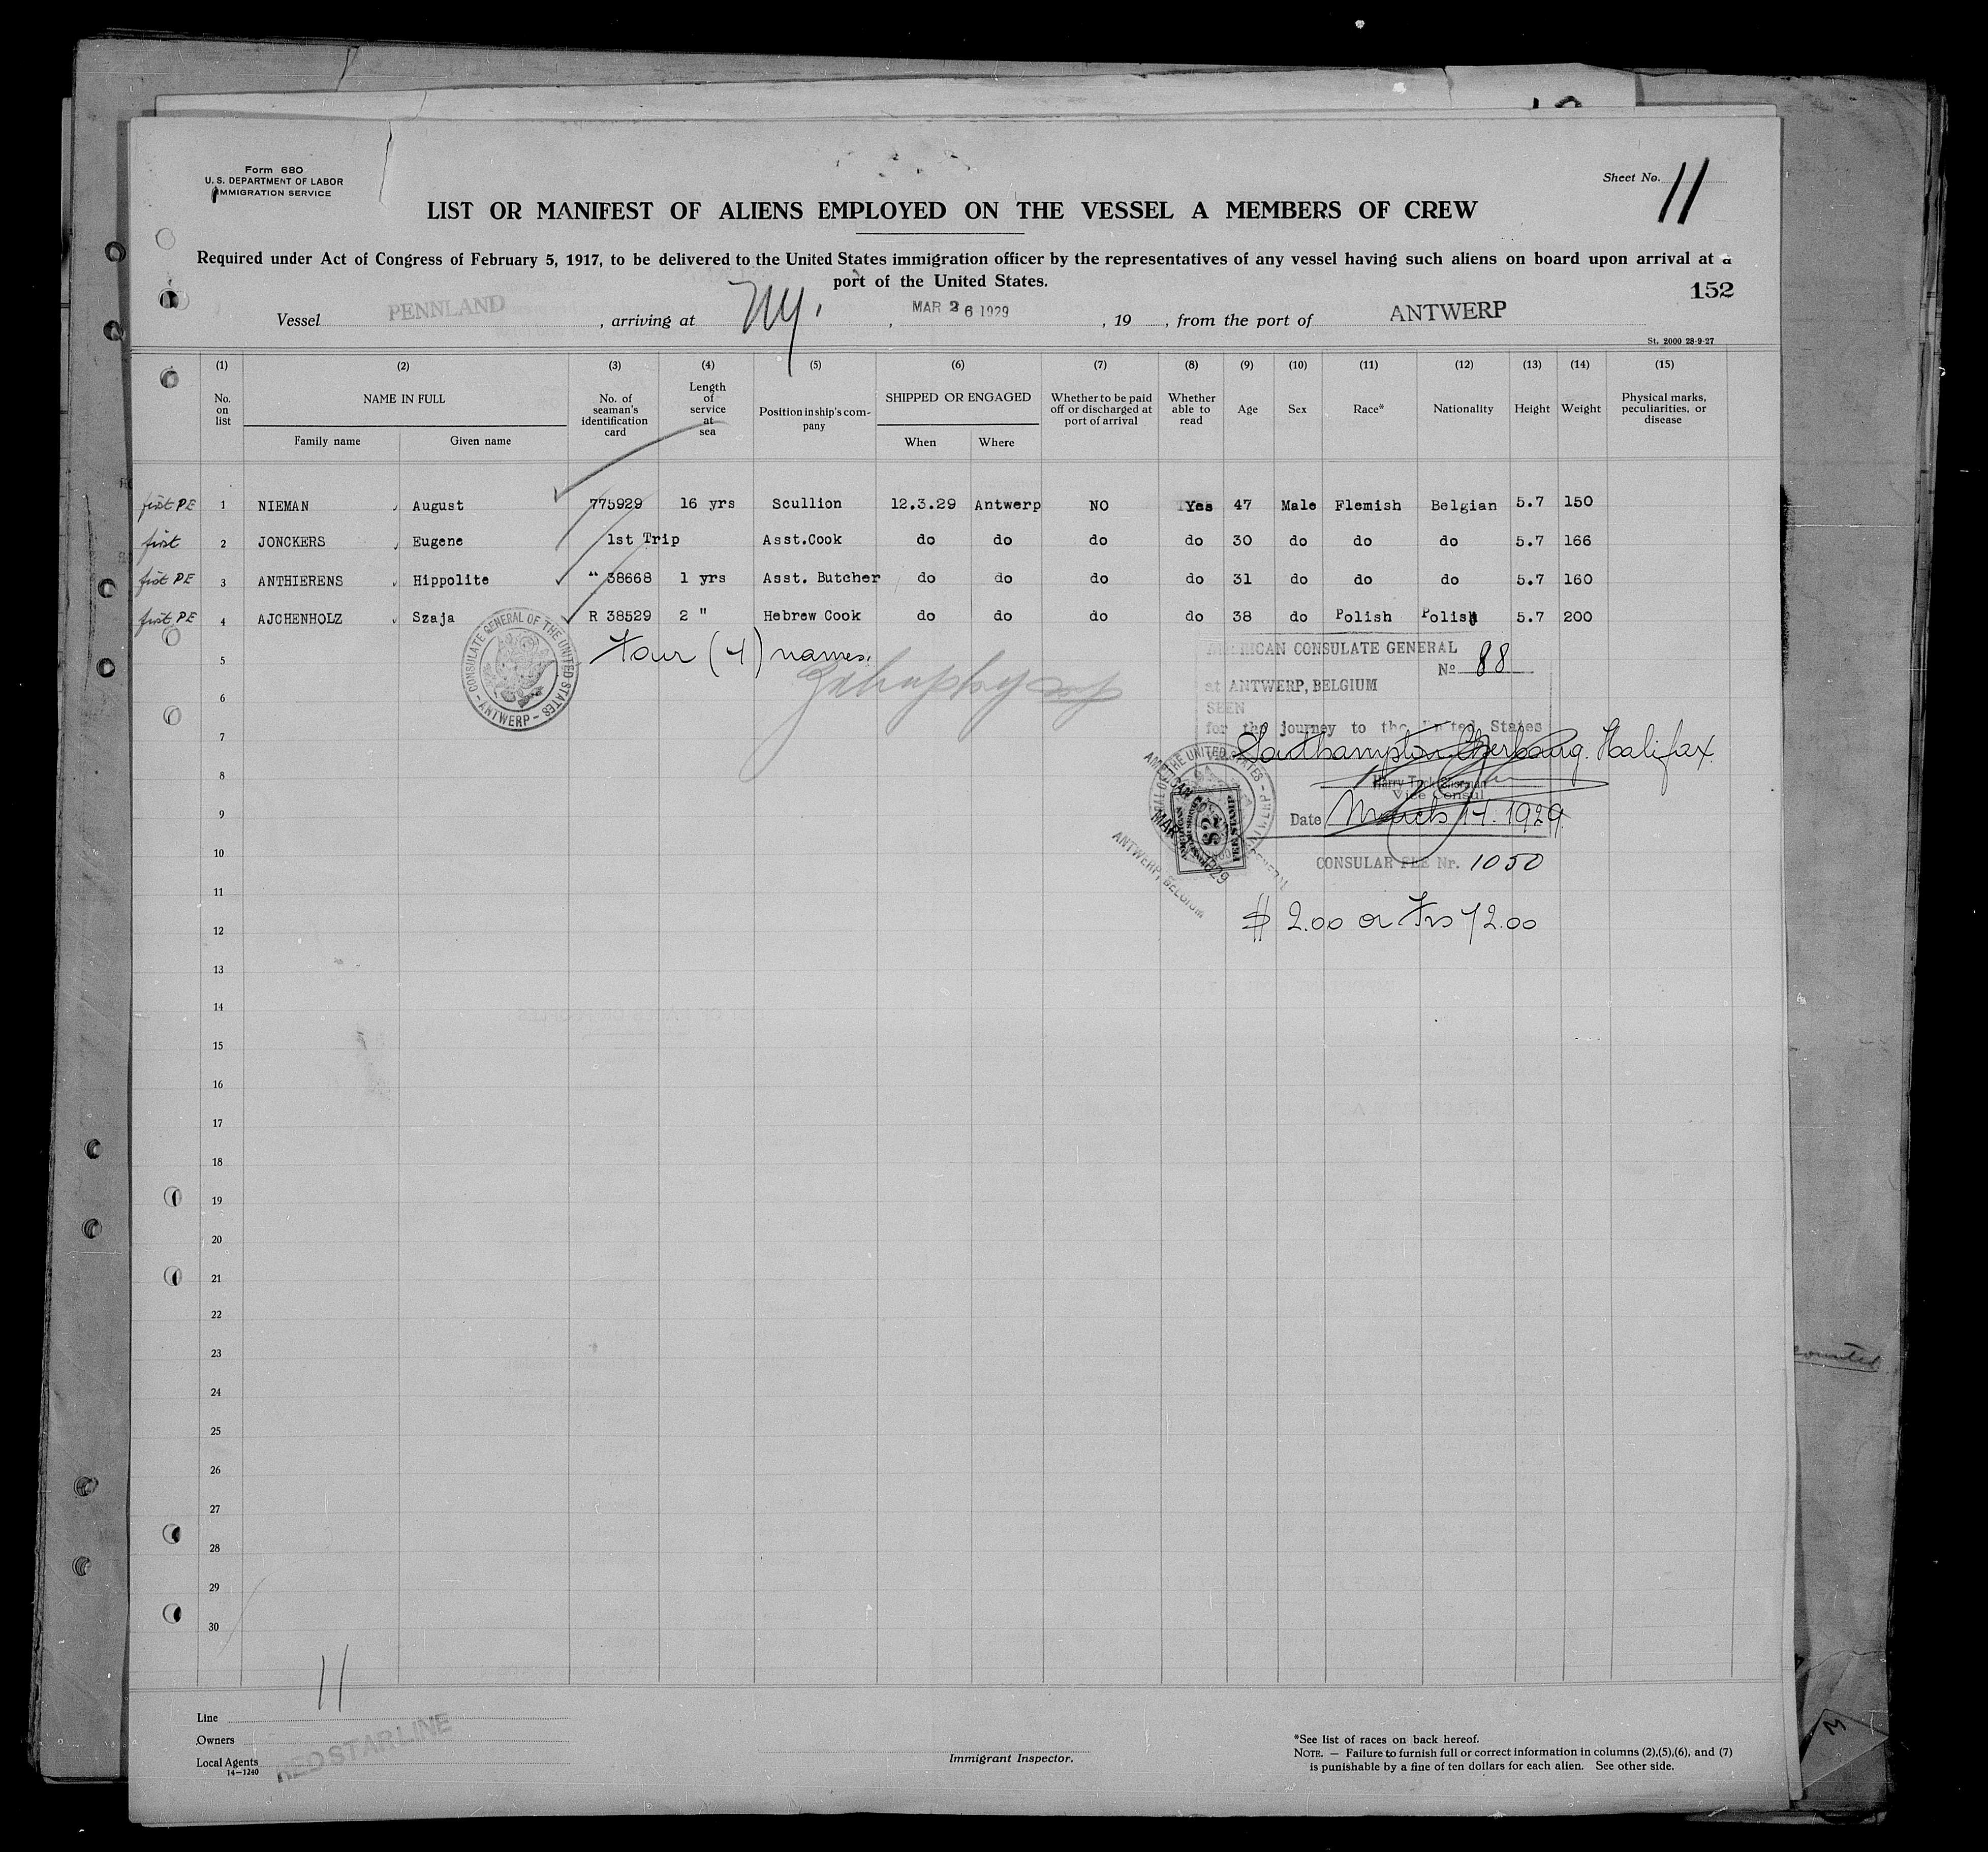 Form 680
U. S. DEPARTMENT OF LABOR
IMMIGRATION SERVICE
Sheet No. 11
LIST OR MANIFEST OF ALIENS EMPLOYED ON THE VESSEL A MEMBERS OF CREW
Required under Act of Congress of February 5, 1917, to be delivered to the United States immigration officer by the representatives of any vessel having such aliens on board upon arrival at a
port of the United States.
152
Vessel PENNLAND, arriving at N.Y., MAR 26 1929, 19, from the port of ANTWERP
St. 2000 28-9-27
(1) (2) (3) (4) (5) (6) (7) (8) (9) (10) (11) (12) (13) (14) (15)
No. on list NAME IN FULL No. of seaman's identification card Length of service at sea Position in ship's company SHIPPED OR ENGAGED Whether to be paid off or discharged at port of arrival Whether able to read Age Sex Race* Nationality Height Weight Physical marks, peculiarities, or disease
Family name Given name When Where
first PE 1 NIEMAN August 775929 16 yrs Scullion 12.3.29 Antwerp NO Yes 47 Male Flemish Belgian 5.7 150
first 2 JONCKERS Eugene 1st Trip Asst.Cook do do do do 30 do do do 5.7 166
first PE 3 ANTHIERENS Hippolite " 38668 1 yrs Asst. Butcher do do do do 31 do do do 5.7 160
first PE 4 AJCHENHOLZ Szaja R 38529 2 " Hebrew Cook do do do do 38 do Polish Polish 5.7 200
CONSULATE GENERAL OF THE UNITED STATES - ANTWERP -
Four (4) names.
AMERICAN CONSULATE GENERAL
No 88
at ANTWERP, BELGIUM
SEEN
for the journey to the United States
Southampton Cherbourg. Halifax.
Vice Consul
Date March 14. 1929
ANTWERP, BELGIUM
CONSULAR FEE Nr. 1050
$ 2.00 or Frs 72.00
5
6
7
8
9
10
11
12
13
14
15
16
17
18
19
20
21
22
23
24
25
26
27
28
29
30
11
Line
Owners
Local Agents
RED STAR LINE
14-1240
Immigrant Inspector.
*See list of races on back hereof.
NOTE. — Failure to furnish full or correct information in columns (2),(5),(6), and (7)
is punishable by a fine of ten dollars for each alien. See other side.